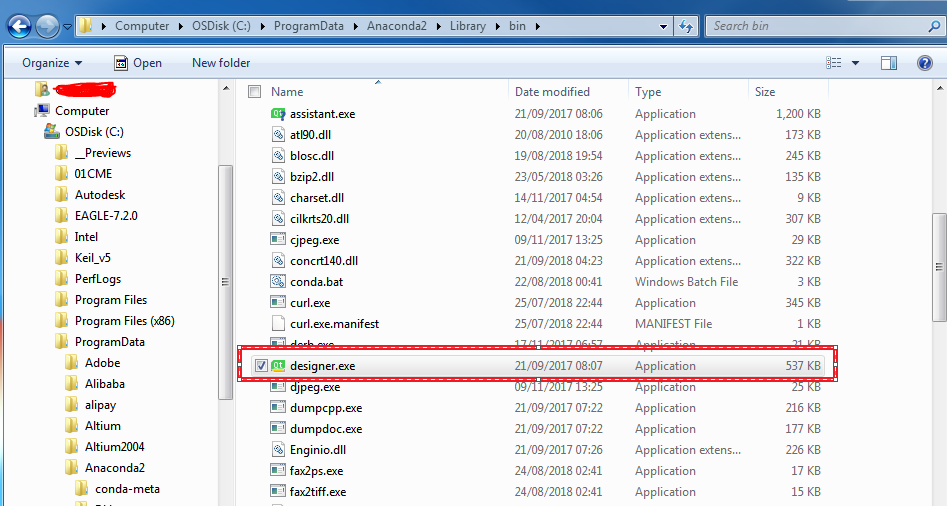 Computer OSDisk (C:) ProgramData Anaconda2 Library bin Search bin
Organize Open New folder
Computer
OSDisk (C:)
__Previews
01CME
Autodesk
EAGLE-7.2.0
Intel
Keil_v5
PerfLogs
Program Files
Program Files (x86)
ProgramData
Adobe
Alibaba
alipay
Altium
Altium2004
Anaconda2
conda-meta
Name Date modified Type Size
assistant.exe 21/09/2017 08:06 Application 1,200 KB
atl90.dll 20/08/2010 18:06 Application extens... 173 KB
blosc.dll 19/08/2018 19:54 Application extens... 245 KB
bzip2.dll 23/05/2018 03:26 Application extens... 135 KB
charset.dll 14/11/2017 04:54 Application extens... 9 KB
cilkrts20.dll 12/04/2017 20:04 Application extens... 307 KB
cjpeg.exe 09/11/2017 13:25 Application 29 KB
concrt140.dll 21/09/2018 04:23 Application extens... 322 KB
conda.bat 22/08/2018 00:41 Windows Batch File 3 KB
curl.exe 25/07/2018 22:44 Application 345 KB
curl.exe.manifest 25/07/2018 22:44 MANIFEST File 1 KB
17/11/2017 06:57 Application 21 KB
designer.exe 21/09/2017 08:07 Application 537 KB
djpeg.exe 09/11/2017 13:25 Application 25 KB
dumpcpp.exe 21/09/2017 07:22 Application 216 KB
dumpdoc.exe 21/09/2017 07:22 Application 177 KB
Enginio.dll 21/09/2017 07:26 Application extens... 226 KB
fax2ps.exe 24/08/2018 02:41 Application 17 KB
fax2tiff.exe 24/08/2018 02:41 Application 15 KB